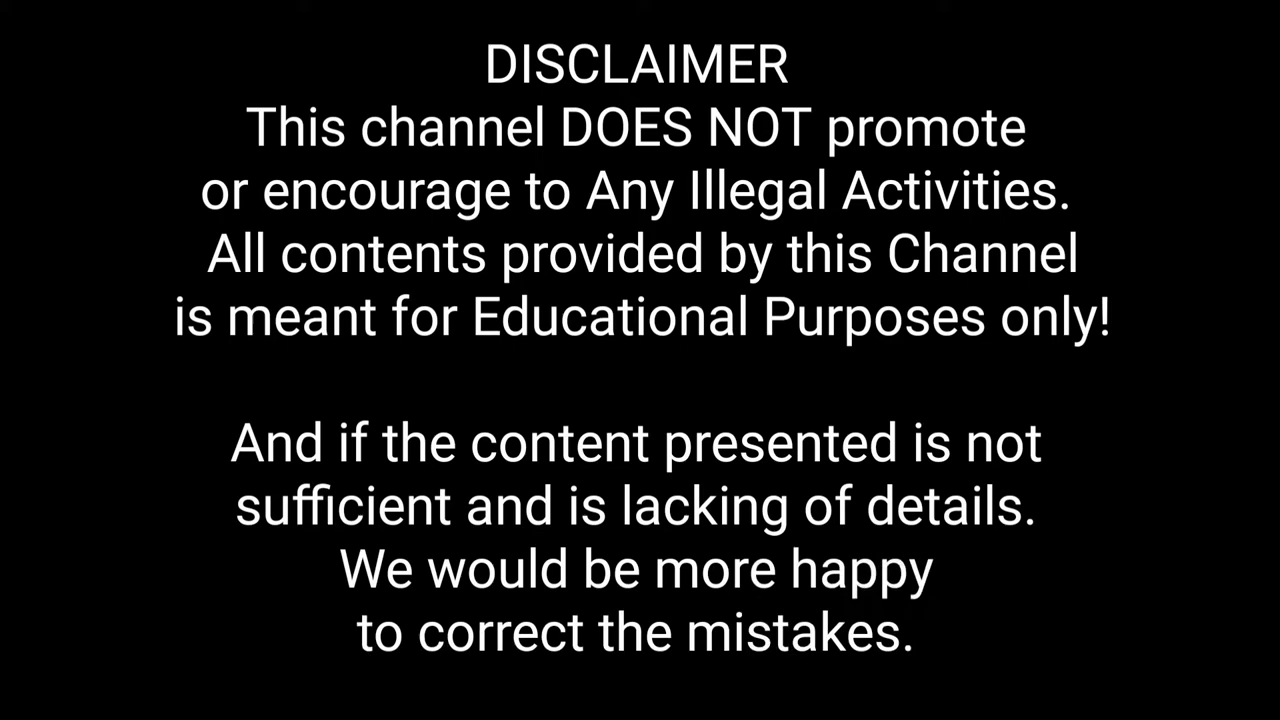 DISCLAIMER
This channel DOES NOT promote
or encourage to Any Illegal Activities.
All contents provided by this Channel
is meant for Educational Purposes only!
And if the content presented is not
sufficient and is lacking of details.
We would be more happy
to correct the mistakes.